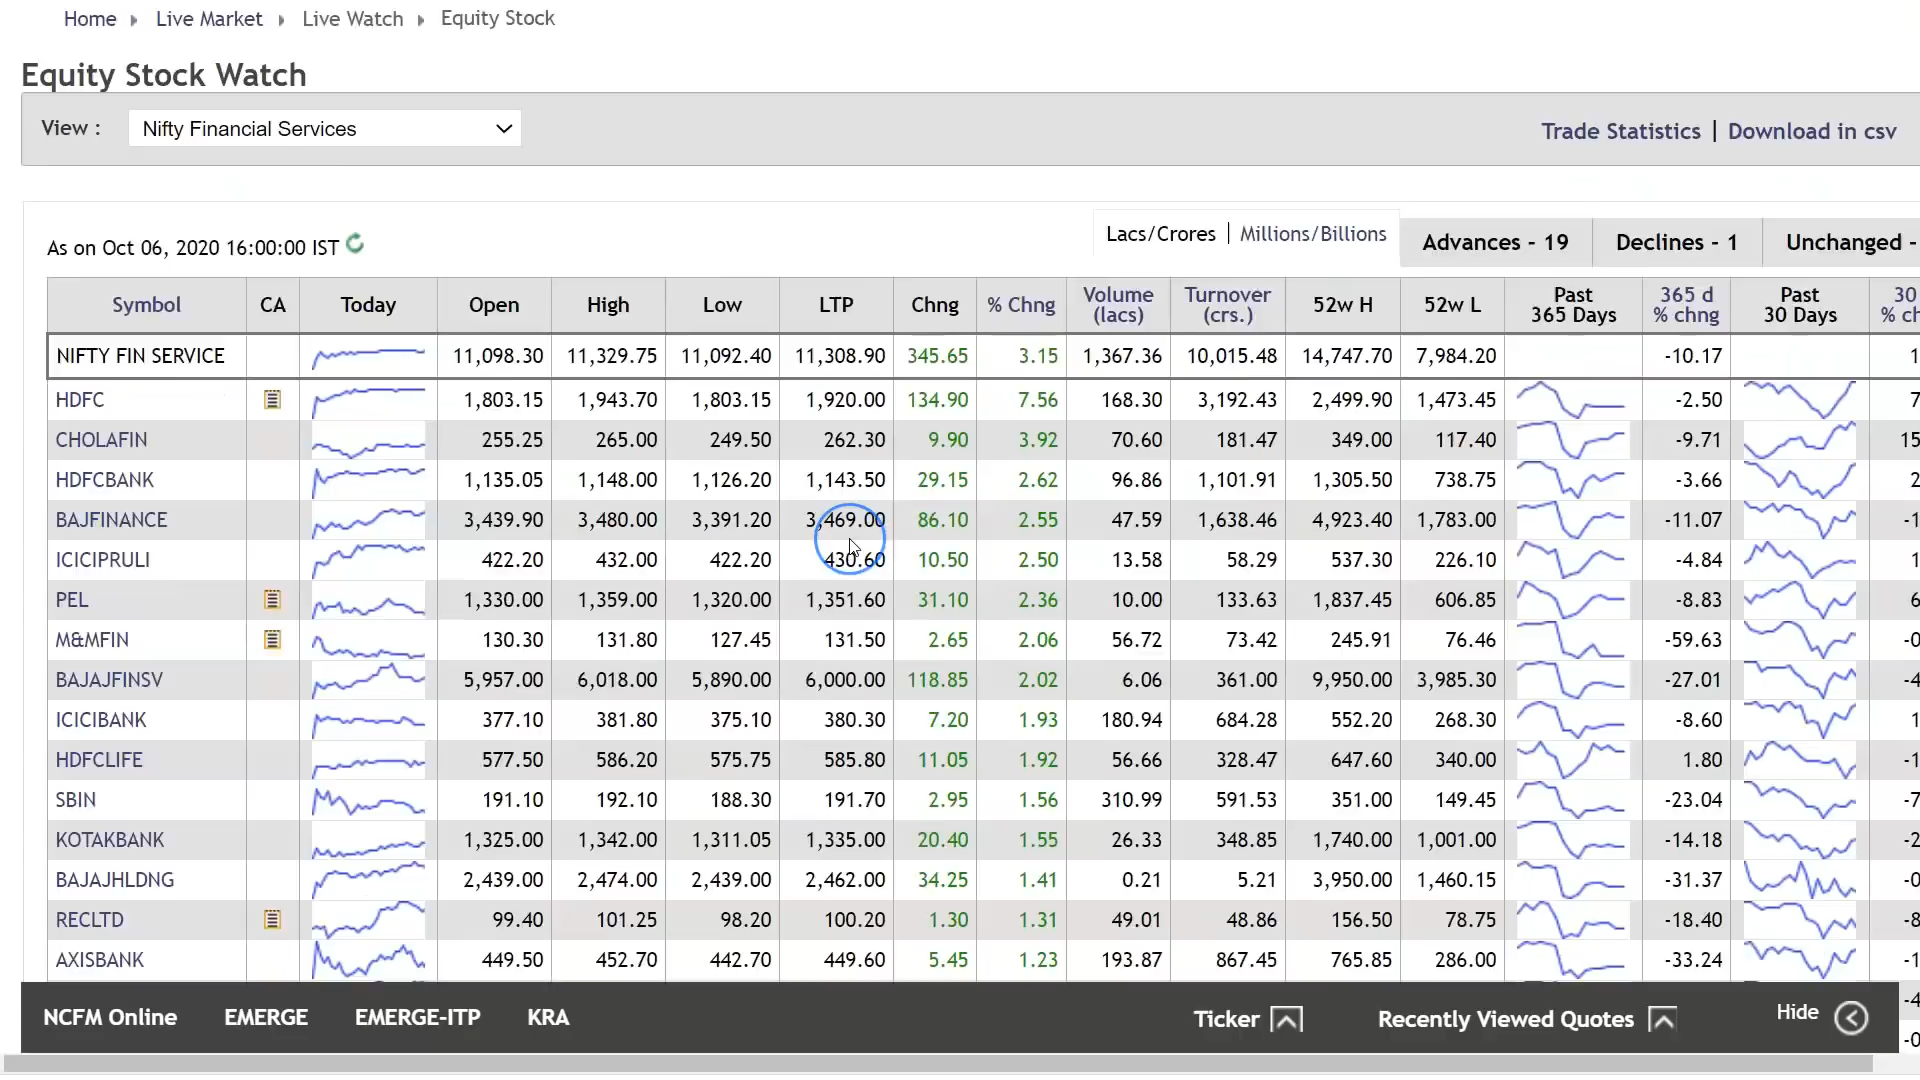 Home Live Market Live Watch Equity Stock
Equity Stock Watch
View : Nifty Financial Services
Trade Statistics | Download in csv
Lacs/Crores | Millions/Billions Advances - 19 Declines - 1 Unchanged -
As on Oct 06, 2020 16:00:00 IST
Symbol CA Today Open High Low LTP Chng % Chng Volume (lacs) Turnover (crs.) 52w H 52w L Past 365 Days 365 d % chng Past 30 Days 30 % ch
NIFTY FIN SERVICE 11,098.30 11,329.75 11,092.40 11,308.90 345.65 3.15 1,367.36 10,015.48 14,747.70 7,984.20 -10.17 1
HDFC 1,803.15 1,943.70 1,803.15 1,920.00 134.90 7.56 168.30 3,192.43 2,499.90 1,473.45 -2.50 7
CHOLAFIN 255.25 265.00 249.50 262.30 9.90 3.92 70.60 181.47 349.00 117.40 -9.71 15
HDFCBANK 1,135.05 1,148.00 1,126.20 1,143.50 29.15 2.62 96.86 1,101.91 1,305.50 738.75 -3.66 2
BAJFINANCE 3,439.90 3,480.00 3,391.20 3,469.00 86.10 2.55 47.59 1,638.46 4,923.40 1,783.00 -11.07 -1
ICICIPRULI 422.20 432.00 422.20 430.60 10.50 2.50 13.58 58.29 537.30 226.10 -4.84 1
PEL 1,330.00 1,359.00 1,320.00 1,351.60 31.10 2.36 10.00 133.63 1,837.45 606.85 -8.83 6
M&MFIN 130.30 131.80 127.45 131.50 2.65 2.06 56.72 73.42 245.91 76.46 -59.63 -0
BAJAJFINSV 5,957.00 6,018.00 5,890.00 6,000.00 118.85 2.02 6.06 361.00 9,950.00 3,985.30 -27.01 -4
ICICIBANK 377.10 381.80 375.10 380.30 7.20 1.93 180.94 684.28 552.20 268.30 -8.60 1
HDFCLIFE 577.50 586.20 575.75 585.80 11.05 1.92 56.66 328.47 647.60 340.00 1.80 -1
SBIN 191.10 192.10 188.30 191.70 2.95 1.56 310.99 591.53 351.00 149.45 -23.04 -7
KOTAKBANK 1,325.00 1,342.00 1,311.05 1,335.00 20.40 1.55 26.33 348.85 1,740.00 1,001.00 -14.18 -2
BAJAJHLDNG 2,439.00 2,474.00 2,439.00 2,462.00 34.25 1.41 0.21 5.21 3,950.00 1,460.15 -31.37 -0
RECLTD 99.40 101.25 98.20 100.20 1.30 1.31 49.01 48.86 156.50 78.75 -18.40 -8
AXISBANK 449.50 452.70 442.70 449.60 5.45 1.23 193.87 867.45 765.85 286.00 -33.24 -1
-4
NCFM Online EMERGE EMERGE-ITP KRA Ticker Recently Viewed Quotes Hide
-0